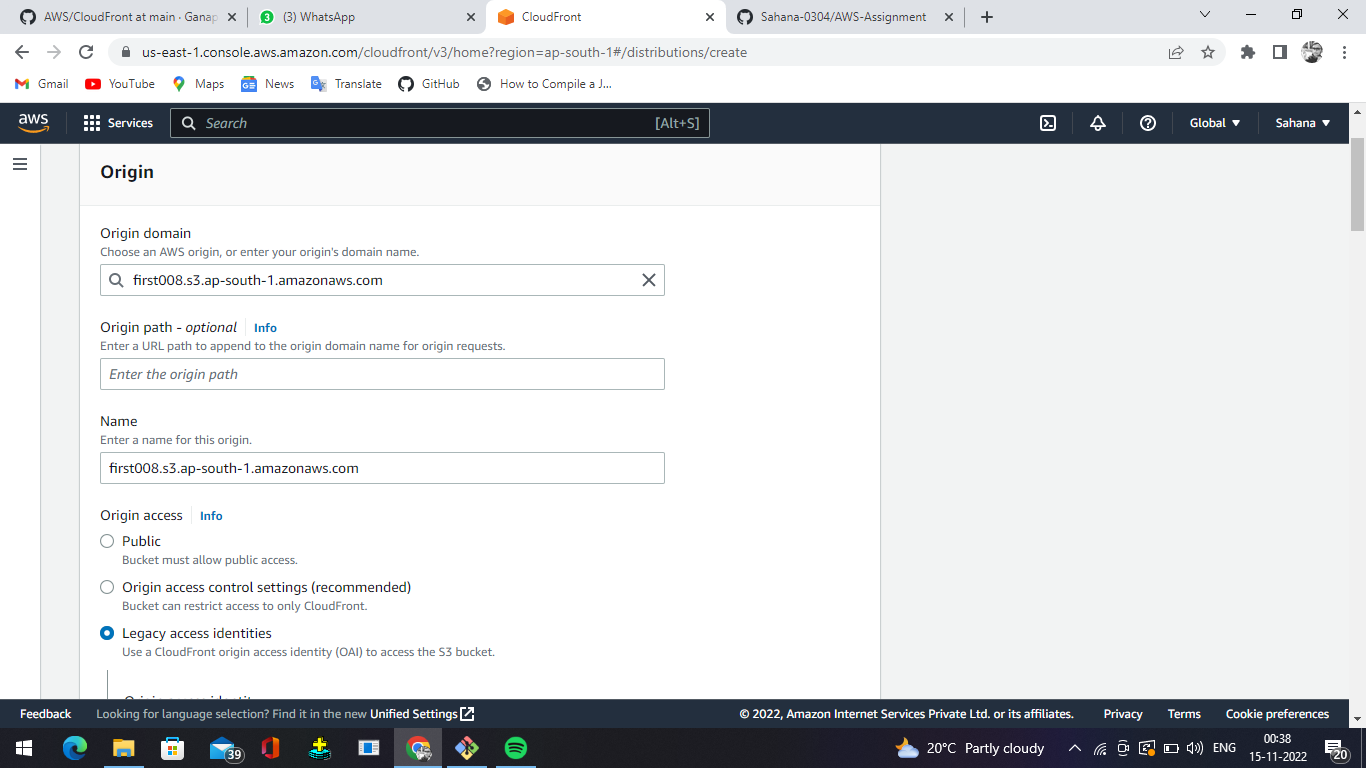 AWS/CloudFront at main · Ganap
(3) WhatsApp
CloudFront
Sahana-0304/AWS-Assignment
us-east-1.console.aws.amazon.com/cloudfront/v3/home?region=ap-south-1#/distributions/create
Gmail
YouTube
Maps
News
Translate
GitHub
How to Compile a J...
aws
Services
Search
[Alt+S]
Global
Sahana
Origin
Origin domain
Choose an AWS origin, or enter your origin's domain name.
first008.s3.ap-south-1.amazonaws.com
Origin path - optional
Info
Enter a URL path to append to the origin domain name for origin requests.
Enter the origin path
Name
Enter a name for this origin.
first008.s3.ap-south-1.amazonaws.com
Origin access
Info
Public
Bucket must allow public access.
Origin access control settings (recommended)
Bucket can restrict access to only CloudFront.
Legacy access identities
Use a CloudFront origin access identity (OAI) to access the S3 bucket.
Origin access identity
Feedback
Looking for language selection? Find it in the new Unified Settings
© 2022, Amazon Internet Services Private Ltd. or its affiliates.
Privacy
Terms
Cookie preferences
39
20°C Partly cloudy
ENG
00:38
15-11-2022
20